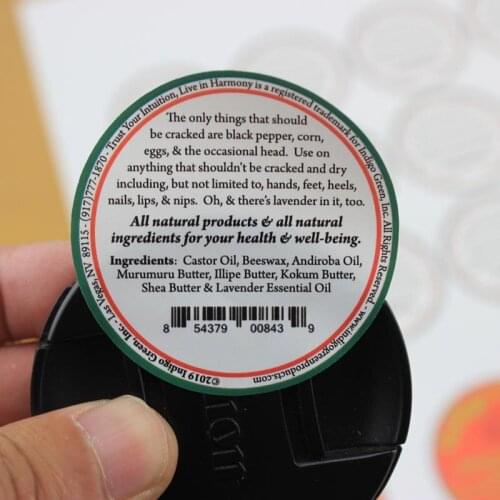 The only things that should
be cracked are black pepper, corn,
eggs, & the occasional head. Use on
anything that shouldn't be cracked and dry
including, but not limited to, hands, feet, heels,
nails, lips, & nips. Oh, & there's lavender in it, too.
All natural products & all natural
ingredients for your health & well-being.
Ingredients: Castor Oil, Beeswax, Andiroba Oil,
Murumuru Butter, Illipe Butter, Kokum Butter,
Shea Butter & Lavender Essential Oil
8 54379 00843 9
©2019 Indigo Green, Inc. - Las Vegas, NV 89115 - (917)777-1870 - Trust Your Intuition, Live in Harmony is a registered trademark for Indigo Green, Inc. All Rights Reserved. - www.indigogreenproducts.com